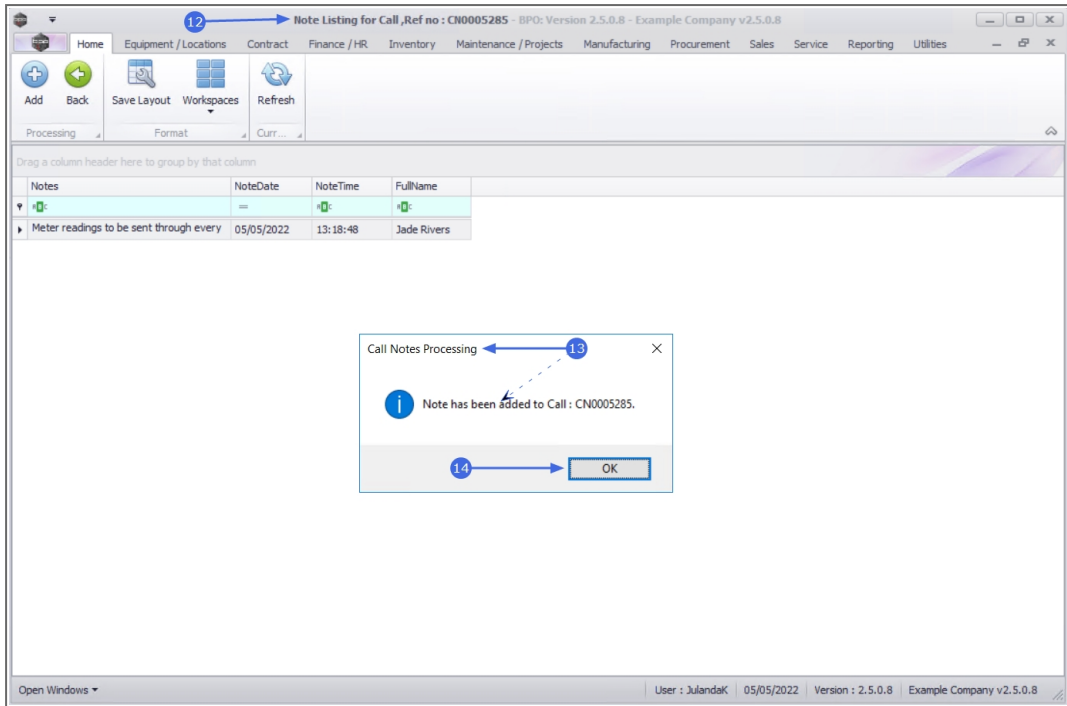 12
Note Listing for Call ,Ref no : CN0005285 - BPO: Version 2.5.0.8 - Example Company v2.5.0.8
Home Equipment / Locations Contract Finance / HR Inventory Maintenance / Projects Manufacturing Procurement Sales Service Reporting Utilities
Add Back Save Layout Workspaces Refresh
Processing Format Curr...
Drag a column header here to group by that column
Notes NoteDate NoteTime FullName
=
Meter readings to be sent through every 05/05/2022 13:18:48 Jade Rivers
Call Notes Processing 13
Note has been added to Call : CN0005285.
14 OK
Open Windows User : JulandaK 05/05/2022 Version : 2.5.0.8 Example Company v2.5.0.8